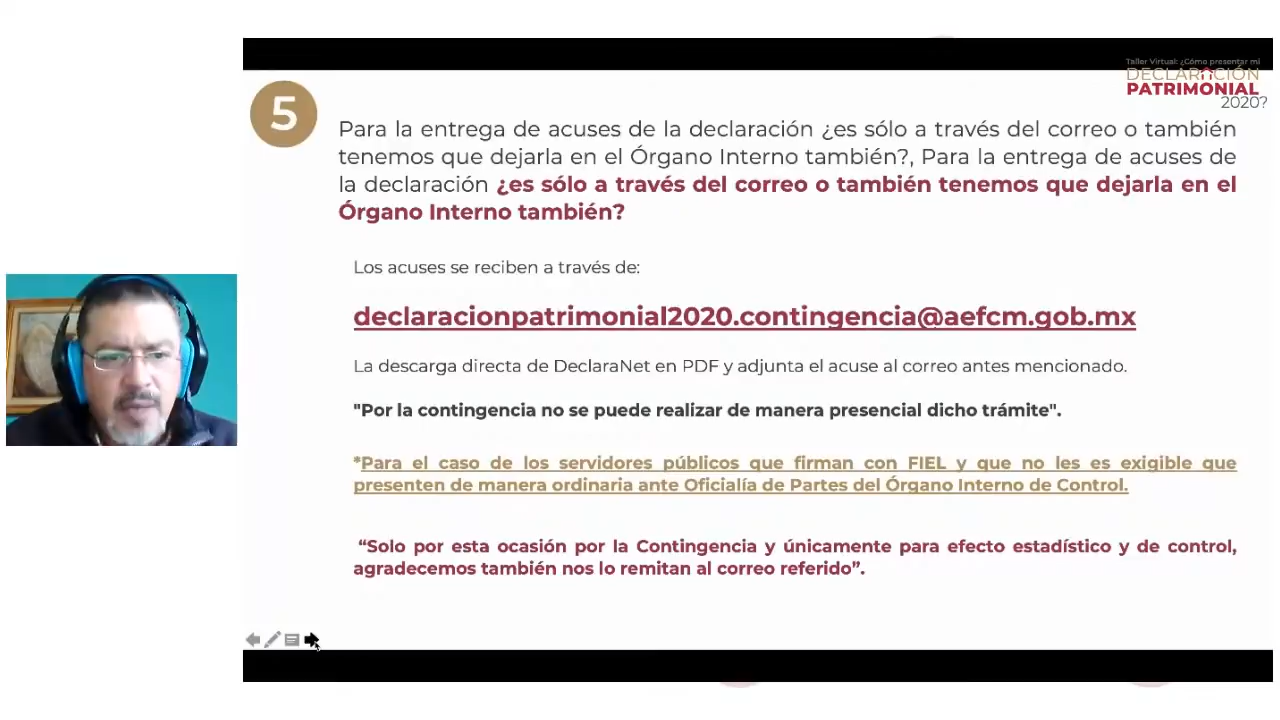 Taller Virtual: ¿Cómo presentar mi
DECLARACIÓN
PATRIMONIAL
2020?
5
Para la entrega de acuses de la declaración ¿es sólo a través del correo o también
tenemos que dejarla en el Órgano Interno también?, Para la entrega de acuses de
la declaración ¿es sólo a través del correo o también tenemos que dejarla en el
Órgano Interno también?
Los acuses se reciben a través de:
declaracionpatrimonial2020.contingencia@aefcm.gob.mx
La descarga directa de DeclaraNet en PDF y adjunta el acuse al correo antes mencionado.
"Por la contingencia no se puede realizar de manera presencial dicho trámite".
*Para el caso de los servidores públicos que firman con FIEL y que no les es exigible que
presenten de manera ordinaria ante Oficialía de Partes del Órgano Interno de Control.
“Solo por esta ocasión por la Contingencia y únicamente para efecto estadístico y de control,
agradecemos también nos lo remitan al correo referido”.